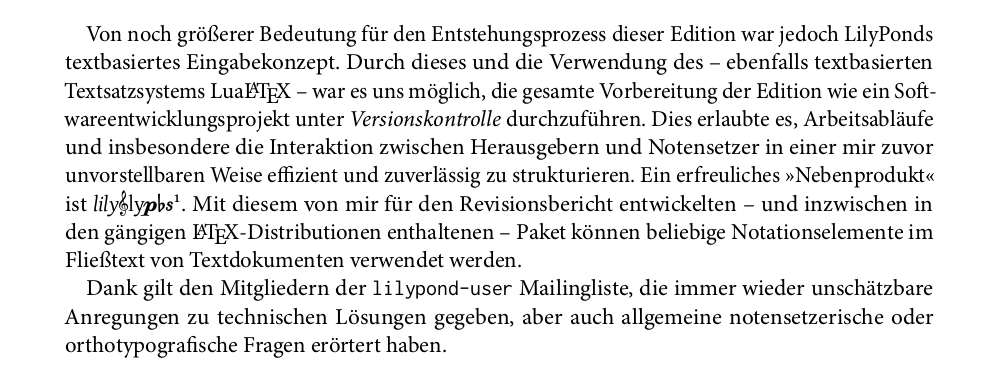 Von noch größerer Bedeutung für den Entstehungsprozess dieser Edition war jedoch LilyPonds
textbasiertes Eingabekonzept. Durch dieses und die Verwendung des – ebenfalls textbasierten
Textsatzsystems LuaLATEX – war es uns möglich, die gesamte Vorbereitung der Edition wie ein Soft-
wareentwicklungsprojekt unter Versionskontrolle durchzuführen. Dies erlaubte es, Arbeitsabläufe
und insbesondere die Interaktion zwischen Herausgebern und Notensetzer in einer mir zuvor
unvorstellbaren Weise effizient und zuverlässig zu strukturieren. Ein erfreuliches »Nebenprodukt«
ist lily𝄞lyp♭s¹. Mit diesem von mir für den Revisionsbericht entwickelten – und inzwischen in
den gängigen LATEX-Distributionen enthaltenen – Paket können beliebige Notationselemente im
Fließtext von Textdokumenten verwendet werden.
Dank gilt den Mitgliedern der lilypond-user Mailingliste, die immer wieder unschätzbare
Anregungen zu technischen Lösungen gegeben, aber auch allgemeine notensetzerische oder
orthotypografische Fragen erörtert haben.